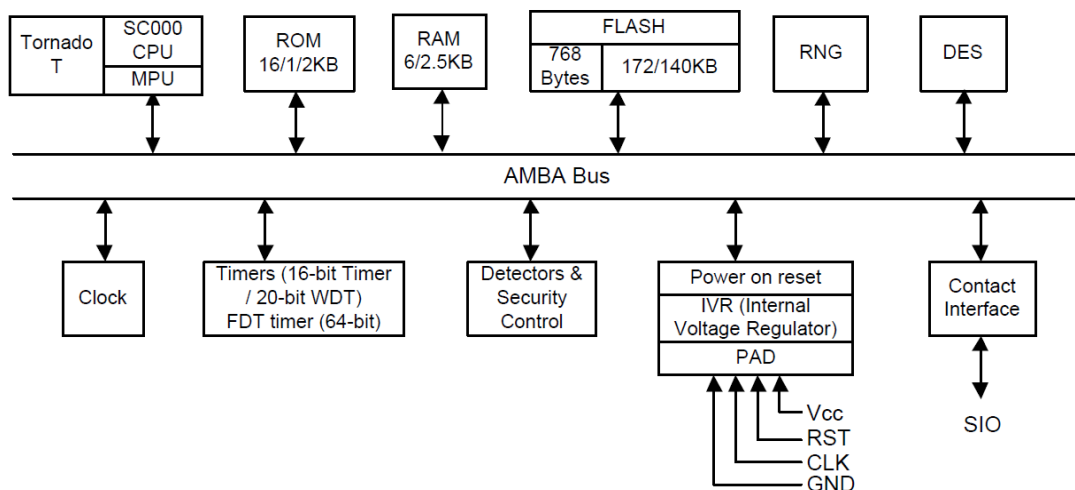 Tornado
T
SC000
CPU
MPU
ROM
16/1/2KB
RAM
6/2.5KB
FLASH
768
Bytes
172/140KB
RNG
DES
AMBA Bus
Clock
Timers (16-bit Timer
/ 20-bit WDT)
FDT timer (64-bit)
Detectors &
Security
Control
Power on reset
IVR (Internal
Voltage Regulator)
PAD
Contact
Interface
Vcc
RST
CLK
GND
SIO